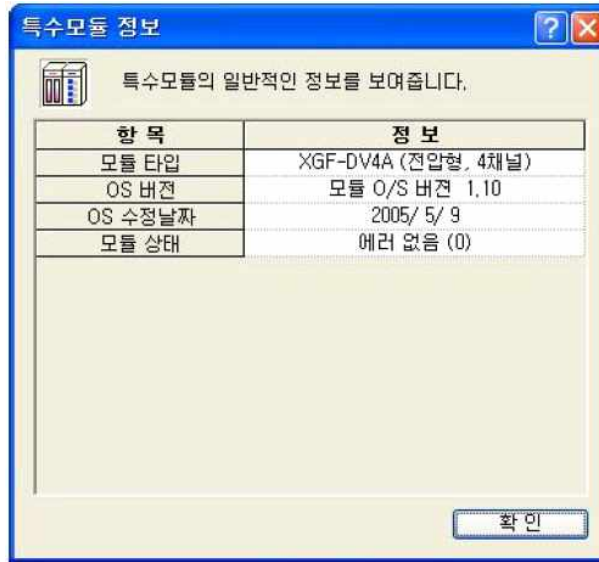 특수모듈 정보
특수모듈의 일반적인 정보를 보여줍니다.
항 목 정 보
모듈 타입 XGF-DV4A (전압형, 4채널)
OS 버전 모듈 O/S 버젼 1.10
OS 수정날짜 2005/ 5/ 9
모듈 상태 에러 없음 (0)
확 인